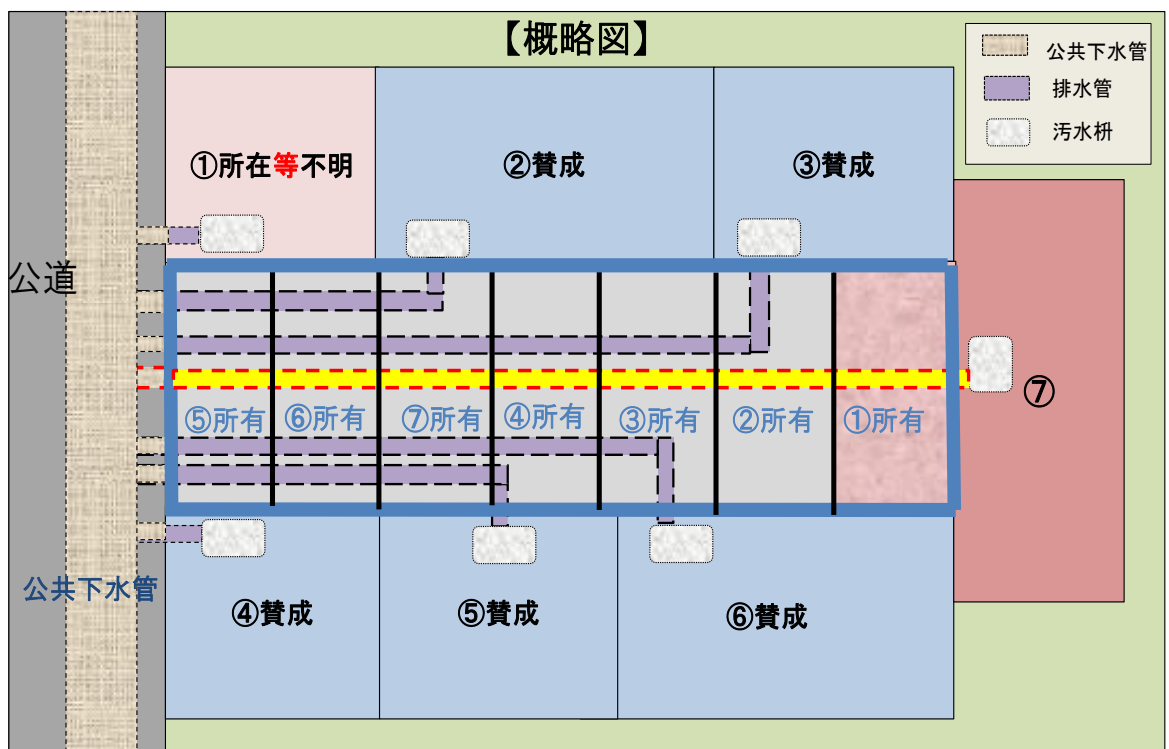 【概略図】
公共下水管
排水管
汚水枡
①所在等不明
②賛成
③賛成
公道
⑦
⑤所有
⑥所有
⑦所有
④所有
③所有
②所有
①所有
公共下水管
④賛成
⑤賛成
⑥賛成